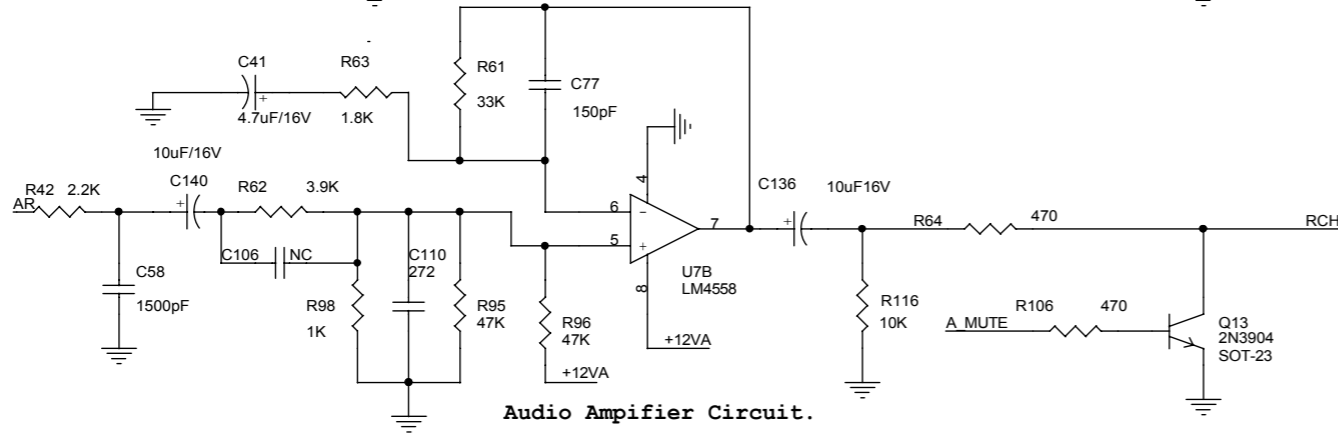 C41
R63
4.7uF/16V
1.8K
R61
33K
C77
150pF
10uF/16V
R42 2.2K
AR
C140
R62 3.9K
C58
1500pF
C106 NC
C110
272
R98
1K
R95
47K
R96
47K
+12VA
4
6 -
5 +
7
8
U7B
LM4558
+12VA
C136
10uF16V
R64 470
RCH
R116
10K
A_MUTE
R106 470
Q13
2N3904
SOT-23
Audio Ampifier Circuit.